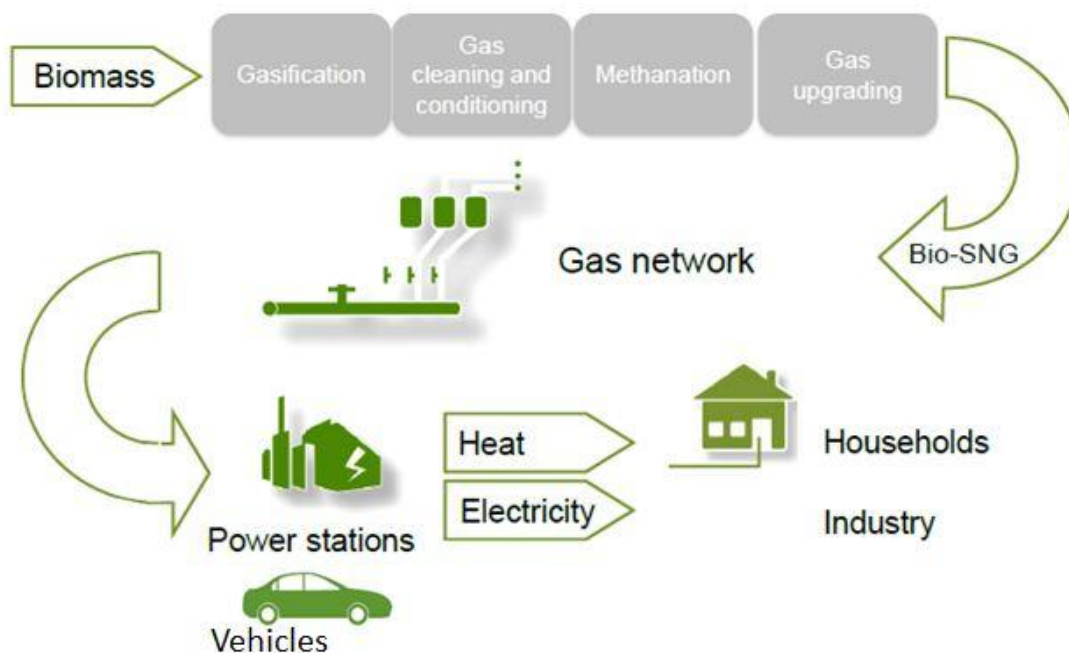 Biomass
Gasification
Gas
cleaning and
conditioning
Methanation
Gas
upgrading
Bio-SNG
Gas network
Heat
Electricity
Households
Industry
Power stations
Vehicles